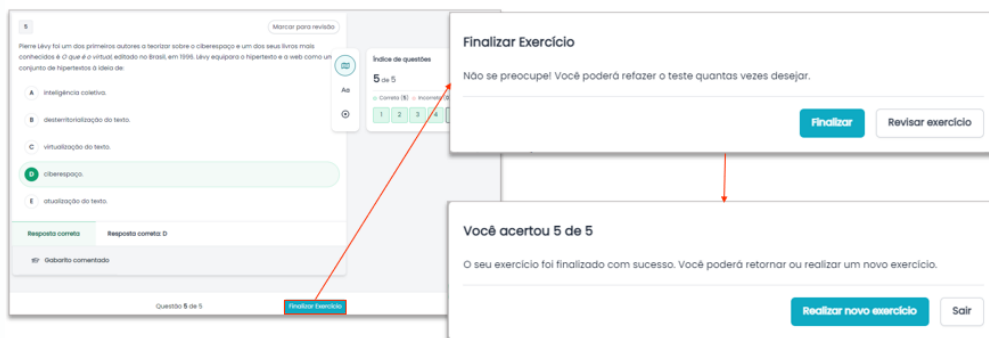 5
Marcar para revisão
Pierre Lévy foi um dos primeiros autores a teorizar sobre o ciberespaço e um dos seus livros mais
conhecidos é O que é o virtual, editado no Brasil, em 1996. Lévy equipara o hipertexto e a web como um
conjunto de hipertextos à ideia de:
A inteligência coletiva.
B desterritorialização do texto.
C virtualização do texto.
D ciberespaço.
E atualização do texto.
Resposta correta Resposta correta: D
Gabarito comentado
Questão 5 de 5
Finalizar Exercício
Aa
Índice de questões
5 de 5
Correta (5) Incorreta (0
1 2 3 4
Finalizar Exercício
Não se preocupe! Você poderá refazer o teste quantas vezes desejar.
Finalizar Revisar exercício
Você acertou 5 de 5
O seu exercício foi finalizado com sucesso. Você poderá retornar ou realizar um novo exercício.
Realizar novo exercício Sair